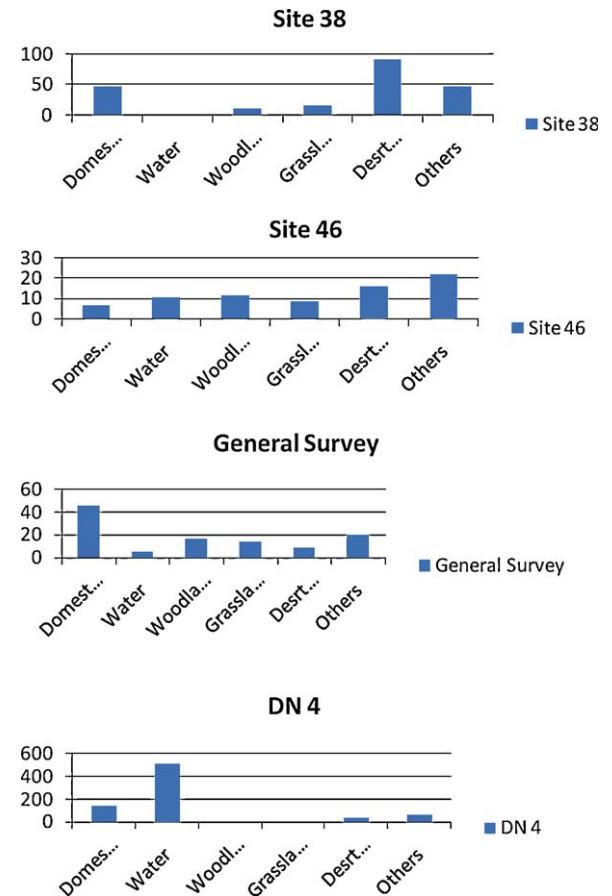 Site 38
100
50
0
Domes...
Water
Woodl...
Grassl...
Desrt...
Others
Site 38
Site 46
30
20
10
0
Domes...
Water
Woodl...
Grassl...
Desrt...
Others
Site 46
General Survey
60
40
20
0
Domest...
Water
Woodla...
Grassla...
Desrt...
Others
General Survey
DN 4
600
400
200
0
Domes...
Water
Woodl...
Grassla...
Desrt...
Others
DN 4